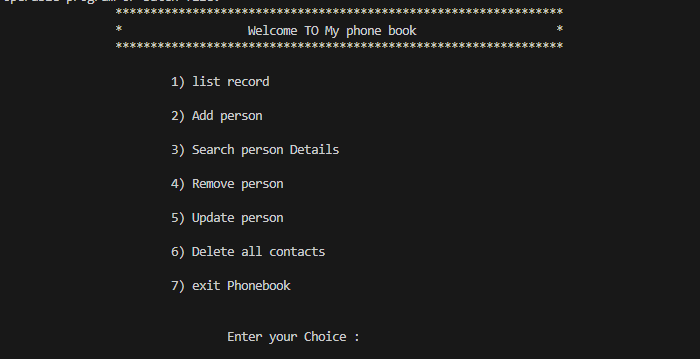 ****************************************************************
*                  Welcome TO My phone book                    *
****************************************************************
1) list record
2) Add person
3) Search person Details
4) Remove person
5) Update person
6) Delete all contacts
7) exit Phonebook
Enter your Choice :